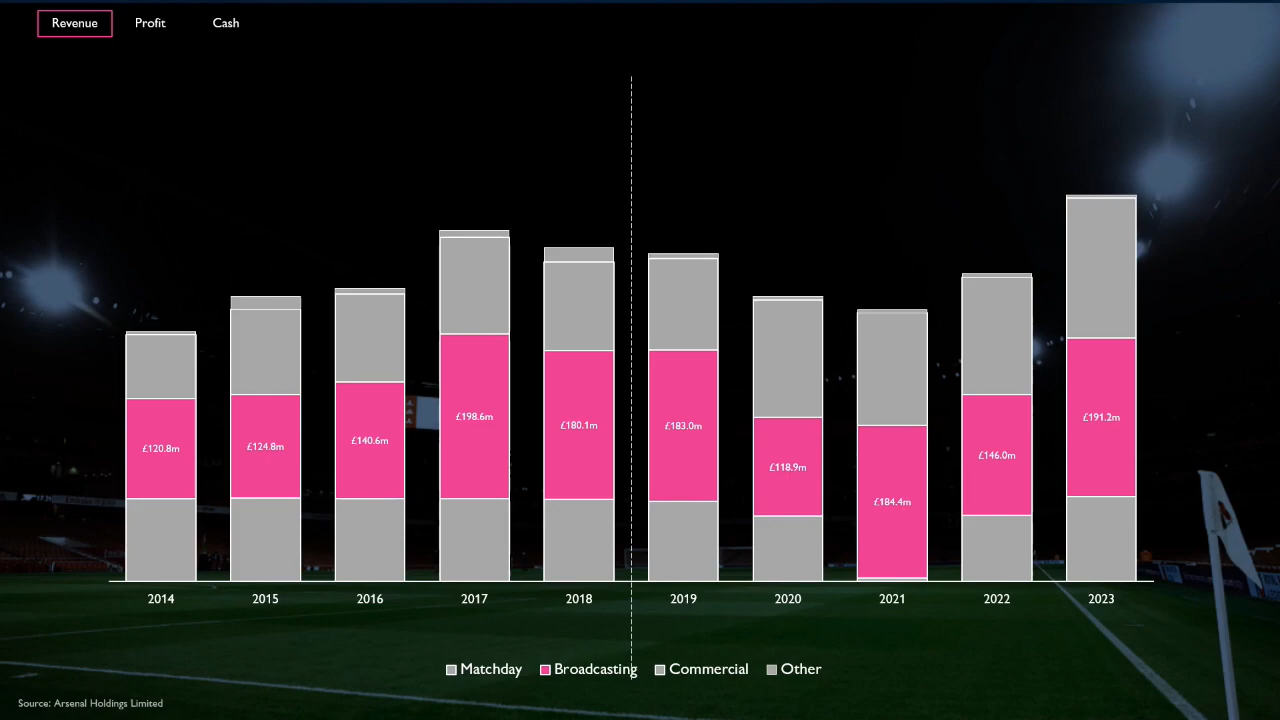 Revenue Profit Cash
£198.6m
£180.1m
£183.0m
£191.2m
£140.6m
£120.8m
£124.8m
£146.0m
£118.9m
£184.4m
2014 2015 2016 2017 2018 2019 2020 2021 2022 2023
Matchday Broadcasting Commercial Other
Source: Arsenal Holdings Limited